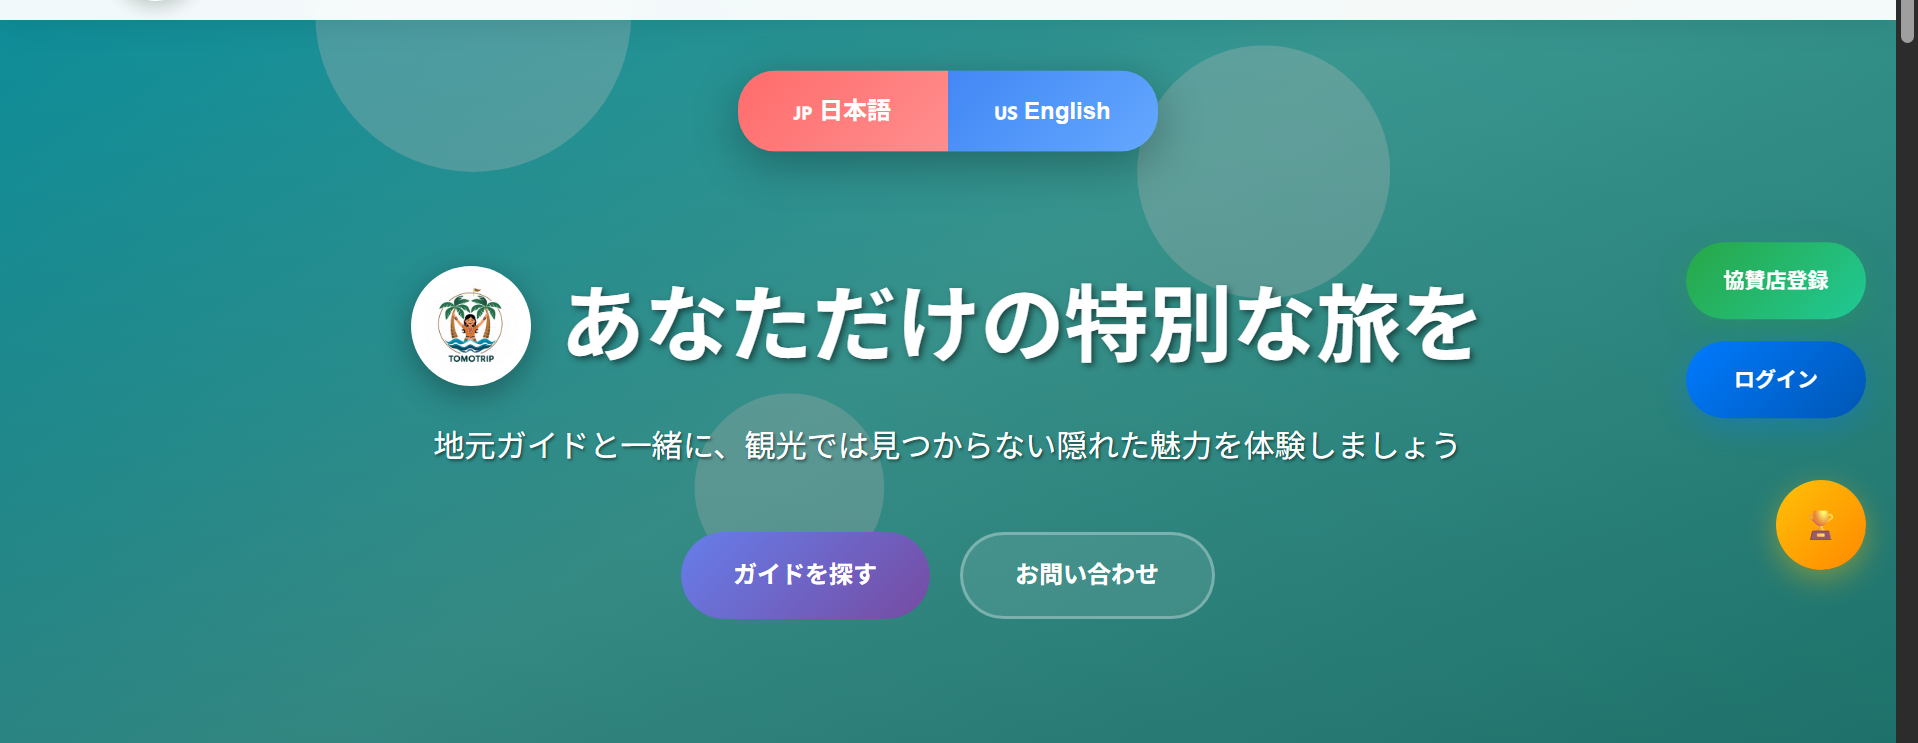 JP 日本語
US English
協賛店登録
TOMOTRIP
あなただけの特別な旅を
ログイン
地元ガイドと一緒に、観光では見つからない隠れた魅力を体験しましょう
ガイドを探す
お問い合わせ